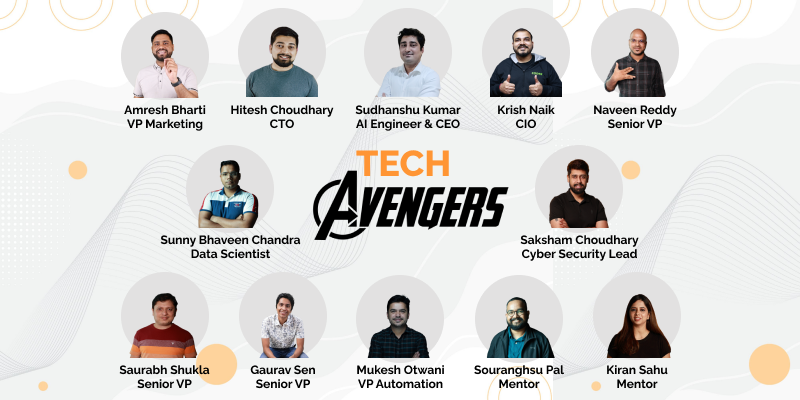 Amresh Bharti
VP Marketing
Hitesh Choudhary
CTO
Sudhanshu Kumar
AI Engineer & CEO
Krish Naik
CIO
Naveen Reddy
Senior VP
TECH
AVENGERS
Sunny Bhaveen Chandra
Data Scientist
Saksham Choudhary
Cyber Security Lead
Saurabh Shukla
Senior VP
Gaurav Sen
Senior VP
Mukesh Otwani
VP Automation
Souranghsu Pal
Mentor
Kiran Sahu
Mentor